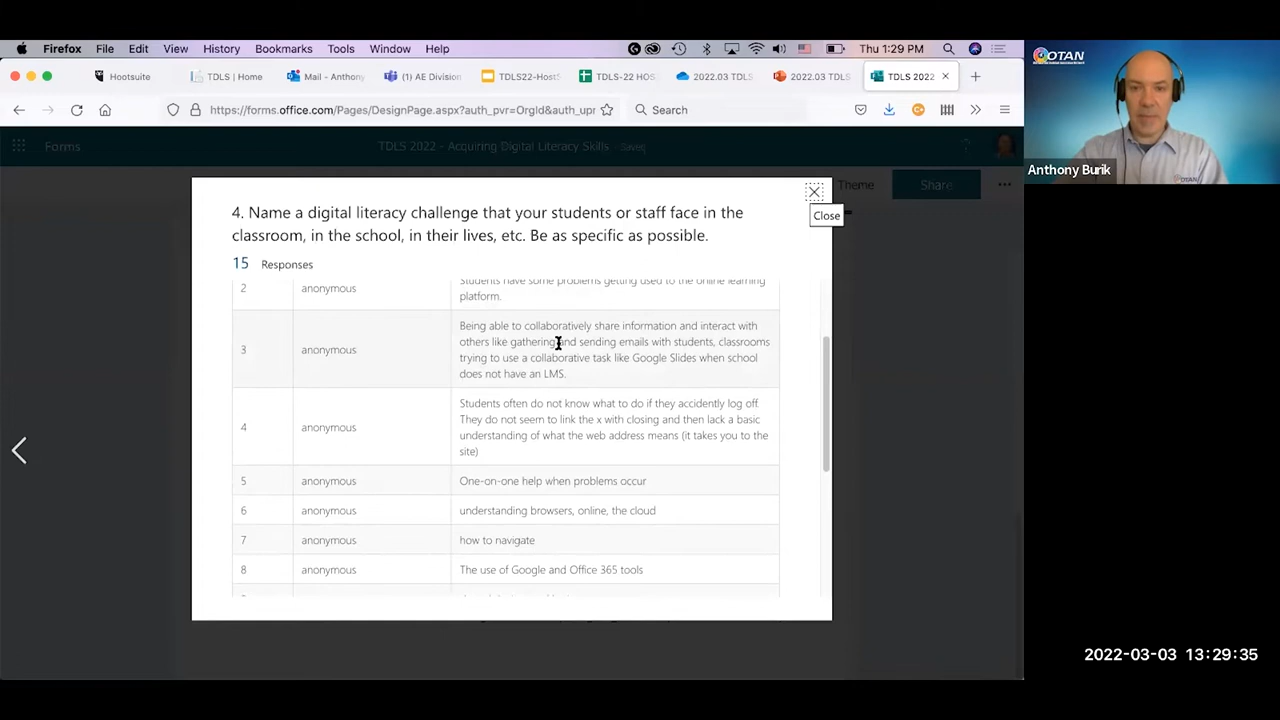 Firefox File Edit View History Bookmarks Tools Window Help Thu 1:29 PM
Hootsuite TDLS | Home Mail - Anthony (1) AE Division TDLS22-HostS TDLS-22 HOS 2022.03 TDLS 2022.03 TDLS TDLS 2022
https://forms.office.com/Pages/DesignPage.aspx?auth_pvr=OrgId&auth_upr Search
Forms TDLS 2022 - Acquiring Digital Literacy Skills - Saved ?
Theme Share
Close
4. Name a digital literacy challenge that your students or staff face in the
classroom, in the school, in their lives, etc. Be as specific as possible.
15 Responses
2 anonymous Students have some problems getting used to the online learning
platform.
3 anonymous Being able to collaboratively share information and interact with
others like gathering and sending emails with students, classrooms
trying to use a collaborative task like Google Slides when school
does not have an LMS.
4 anonymous Students often do not know what to do if they accidently log off.
They do not seem to link the x with closing and then lack a basic
understanding of what the web address means (it takes you to the
site)
5 anonymous One-on-one help when problems occur
6 anonymous understanding browsers, online, the cloud
7 anonymous how to navigate
8 anonymous The use of Google and Office 365 tools
OTAN
OTAN
Anthony Burik
2022-03-03 13:29:35